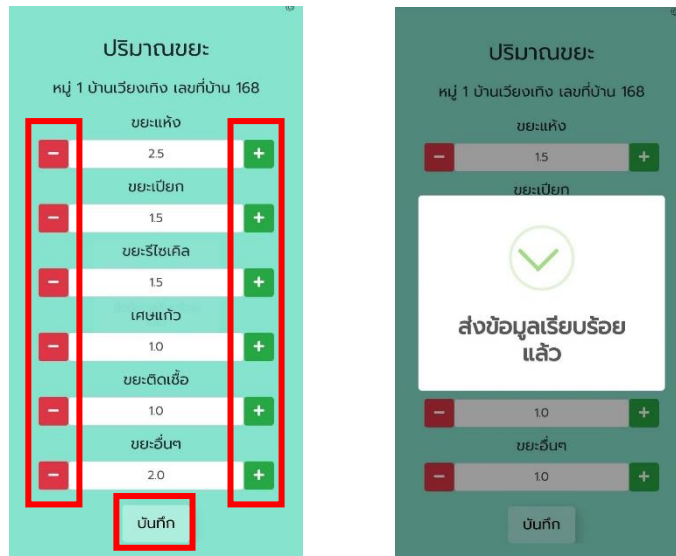 ปริมาณขยะ
หมู่ 1 บ้านเวียงเทิง เลขที่บ้าน 168
ขยะแห้ง
− 2.5 +
ขยะเปียก
− 1.5 +
ขยะรีไซเคิล
− 1.5 +
เศษแก้ว
− 1.0 +
ขยะติดเชื้อ
− 1.0 +
ขยะอื่นๆ
− 2.0 +
บันทึก
ปริมาณขยะ
หมู่ 1 บ้านเวียงเทิง เลขที่บ้าน 168
ขยะแห้ง
− 1.5 +
ขยะเปียก
ส่งข้อมูลเรียบร้อย
แล้ว
− 1.0 +
ขยะอื่นๆ
− 1.0 +
บันทึก